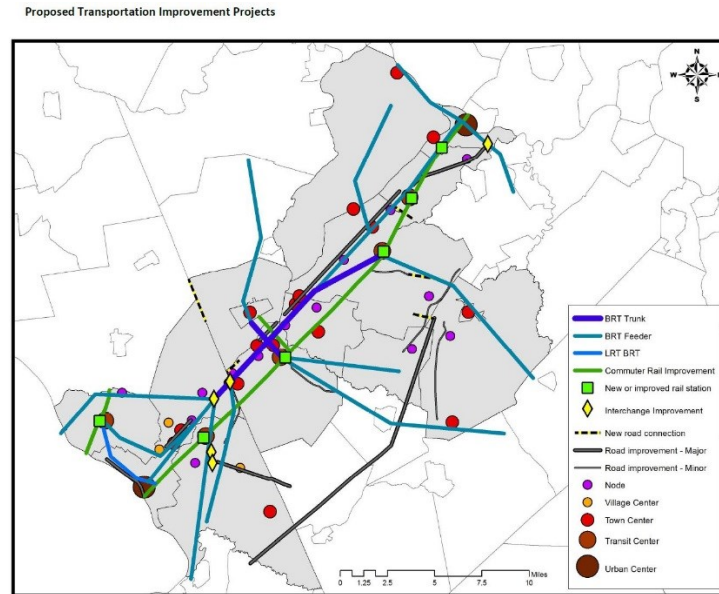 Proposed Transportation Improvement Projects
N
W
E
S
BRT Trunk
BRT Feeder
LRT BRT
Commuter Rail Improvement
New or improved rail station
Interchange Improvement
New road connection
Road improvement - Major
Road improvement - Minor
Node
Village Center
Town Center
Transit Center
Urban Center
Miles
0 1.25 2.5 5 7.5 10